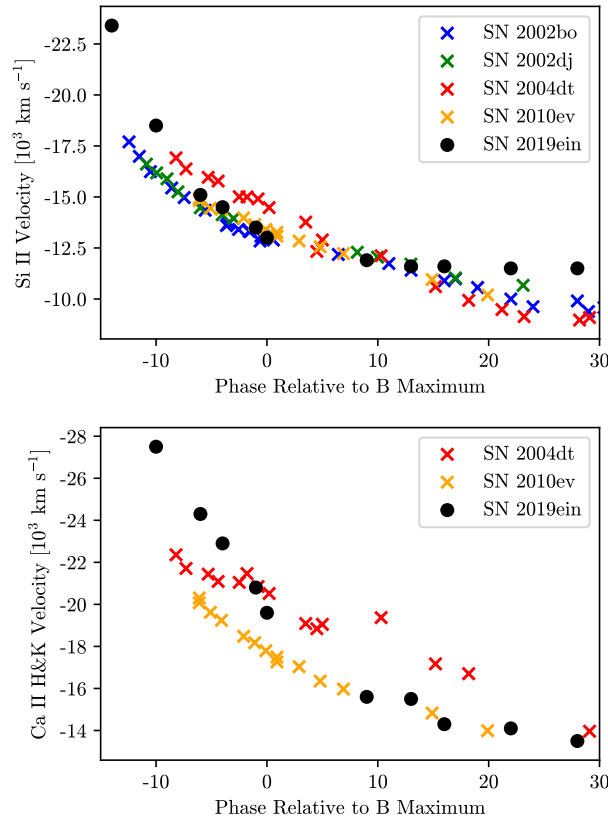 -22.5
-20.0
-17.5
-15.0
-12.5
-10.0
Si II Velocity [10³ km s⁻¹]
SN 2002bo
SN 2002dj
SN 2004dt
SN 2010ev
SN 2019ein
-10 0 10 20 30
Phase Relative to B Maximum
-28
-26
-24
-22
-20
-18
-16
-14
Ca II H&K Velocity [10³ km s⁻¹]
SN 2004dt
SN 2010ev
SN 2019ein
-10 0 10 20 30
Phase Relative to B Maximum